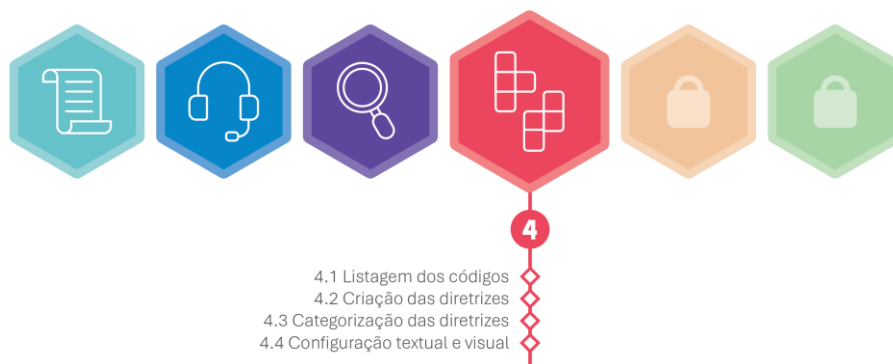 4
4.1 Listagem dos códigos
4.2 Criação das diretrizes
4.3 Categorização das diretrizes
4.4 Configuração textual e visual